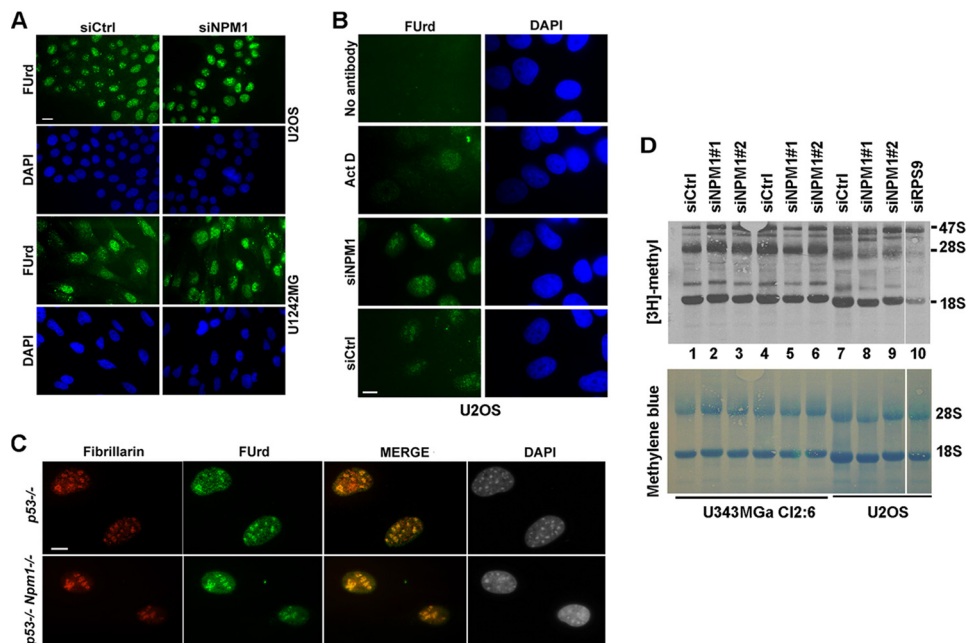 A
siCtrl siNPM1
FUrd
DAPI
U2OS
FUrd
DAPI
U1242MG
B
FUrd DAPI
No antibody
Act D
siNPM1
siCtrl
U2OS
C
Fibrillarin FUrd MERGE DAPI
p53-/-
p53-/- Npm1-/-
D
siCtrl siNPM1#1 siNPM1#2 siCtrl siNPM1#1 siNPM1#2 siCtrl siNPM1#1 siNPM1#2 siRPS9
[3H]-methyl
47S
28S
18S
1 2 3 4 5 6 7 8 9 10
Methylene blue
28S
18S
U343MGa Cl2:6 U2OS